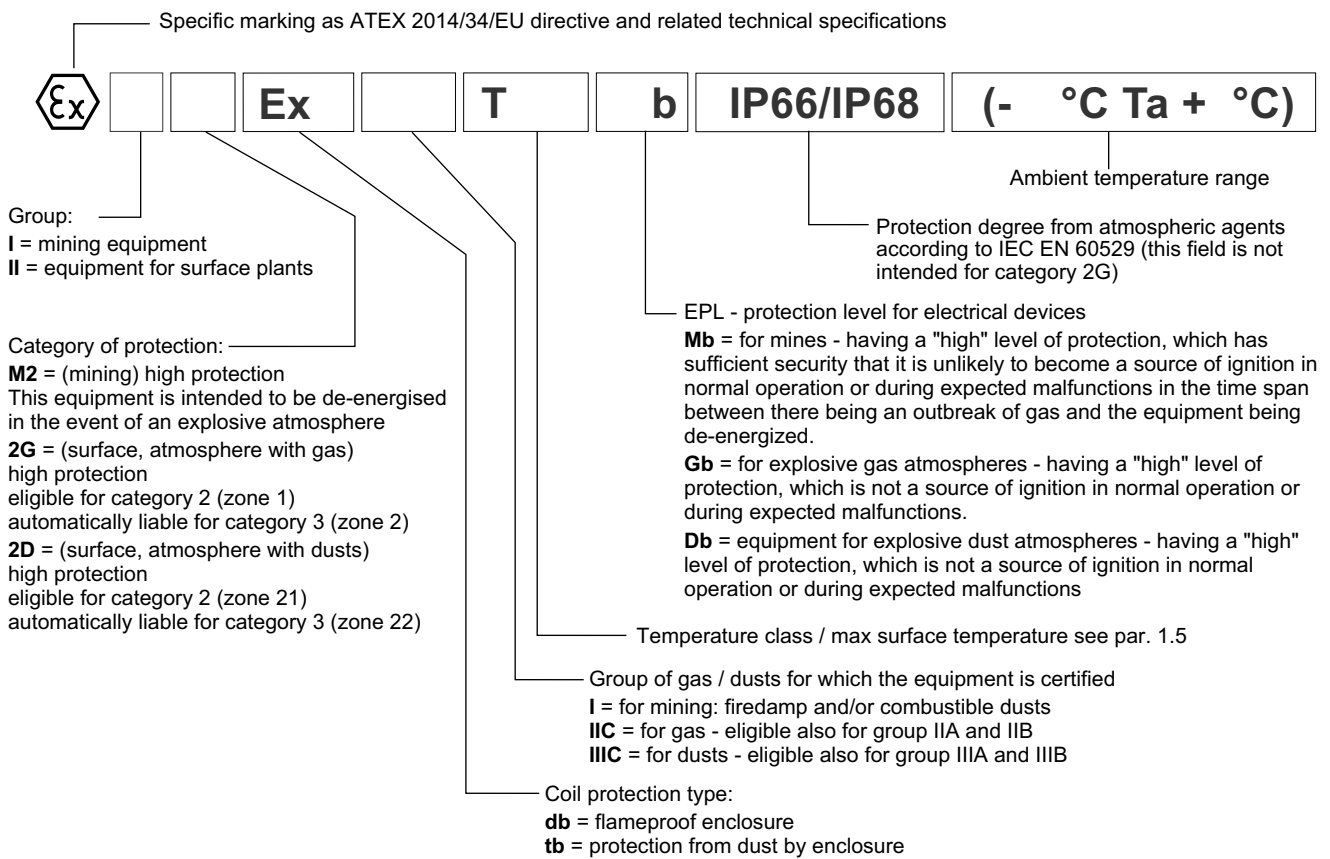 Specific marking as ATEX 2014/34/EU directive and related technical specifications
Ex Ex T b IP66/IP68 (- °C Ta + °C)
Ambient temperature range
Group:
I = mining equipment
II = equipment for surface plants
Protection degree from atmospheric agents
according to IEC EN 60529 (this field is not
intended for category 2G)
Category of protection:
M2 = (mining) high protection
This equipment is intended to be de-energised
in the event of an explosive atmosphere
2G = (surface, atmosphere with gas)
high protection
eligible for category 2 (zone 1)
automatically liable for category 3 (zone 2)
2D = (surface, atmosphere with dusts)
high protection
eligible for category 2 (zone 21)
automatically liable for category 3 (zone 22)
EPL - protection level for electrical devices
Mb = for mines - having a "high" level of protection, which has
sufficient security that it is unlikely to become a source of ignition in
normal operation or during expected malfunctions in the time span
between there being an outbreak of gas and the equipment being
de-energized.
Gb = for explosive gas atmospheres - having a "high" level of
protection, which is not a source of ignition in normal operation or
during expected malfunctions.
Db = equipment for explosive dust atmospheres - having a "high"
level of protection, which is not a source of ignition in normal
operation or during expected malfunctions
Temperature class / max surface temperature see par. 1.5
Group of gas / dusts for which the equipment is certified
I = for mining: firedamp and/or combustible dusts
IIC = for gas - eligible also for group IIA and IIB
IIIC = for dusts - eligible also for group IIIA and IIIB
Coil protection type:
db = flameproof enclosure
tb = protection from dust by enclosure